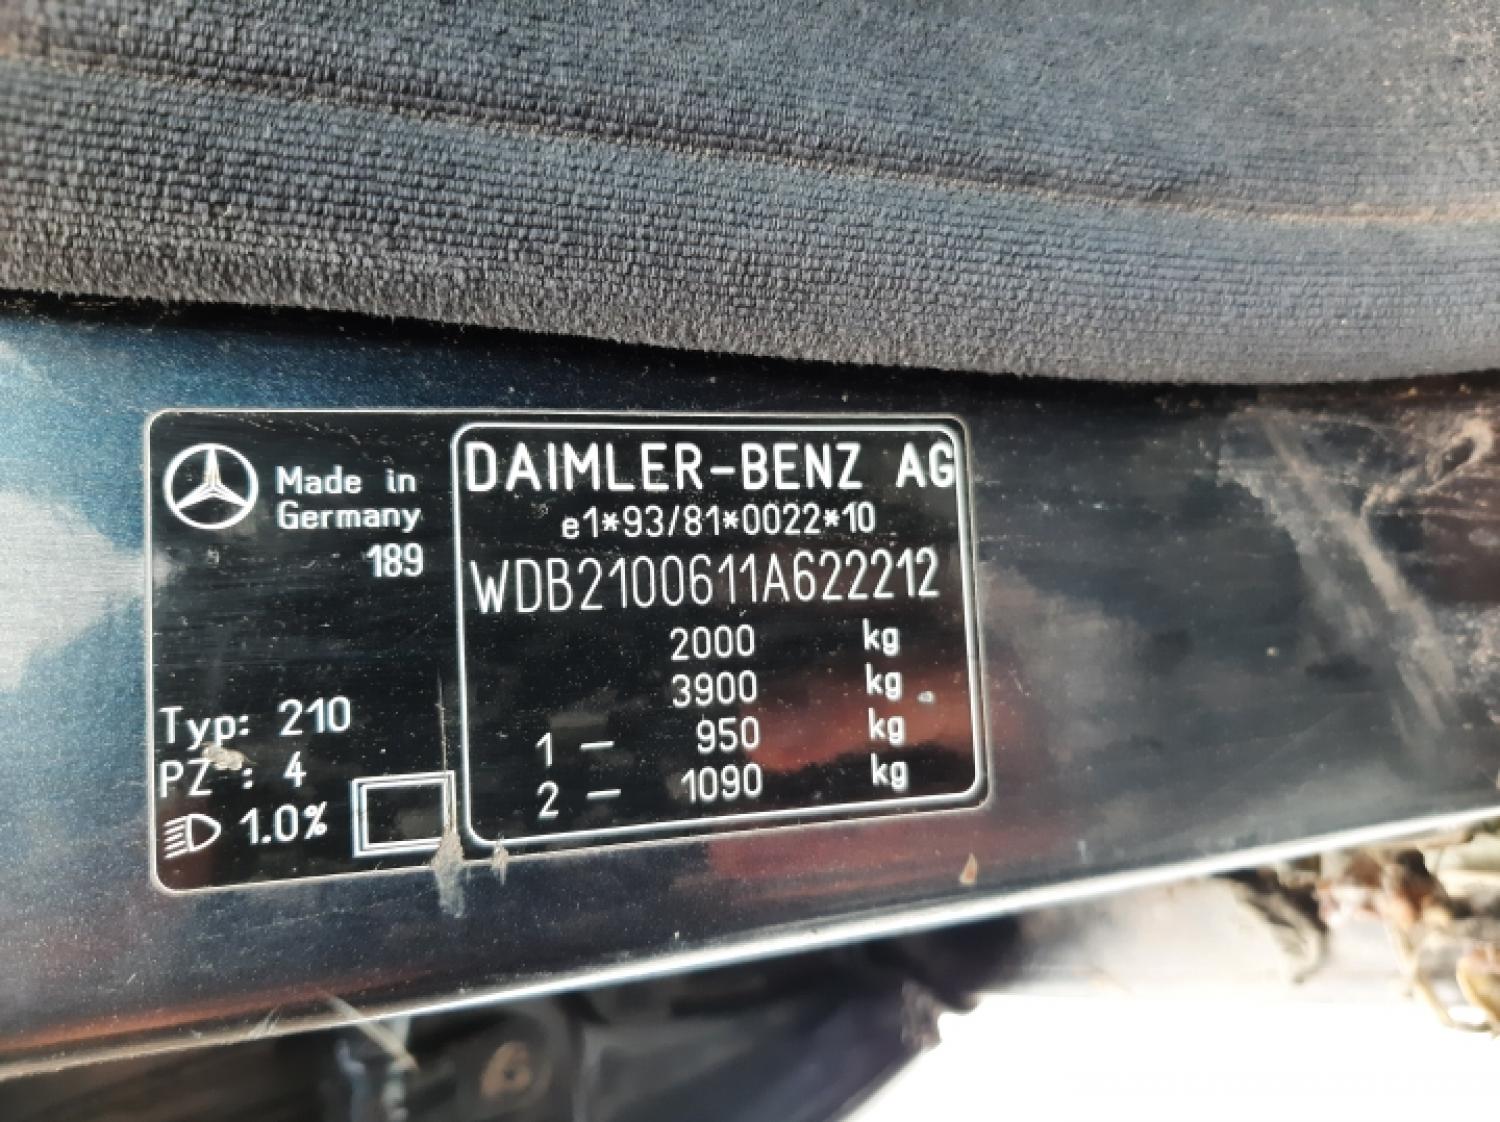 Made in
Germany
189
Typ: 210
PZ : 4
1.0%
DAIMLER-BENZ AG
e1*93/81*0022*10
WDB2100611A622212
2000 kg
3900 kg
1 – 950 kg
2 – 1090 kg